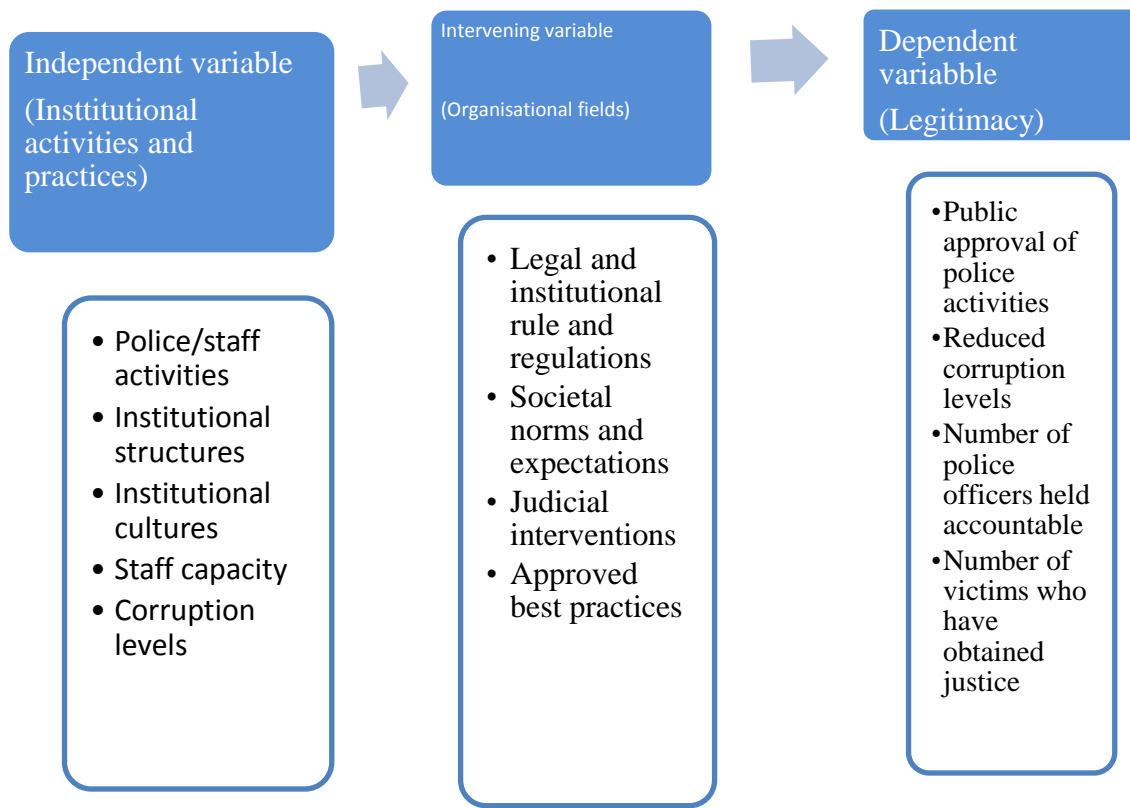 Independent variable
(Insttitutional
activities and
practices)
• Police/staff
activities
• Institutional
structures
• Institutional
cultures
• Staff capacity
• Corruption
levels
Intervening variable
(Organisational fields)
• Legal and
institutional
rule and
regulations
• Societal
norms and
expectations
• Judicial
interventions
• Approved
best practices
Dependent
variabble
(Legitimacy)
•Public
approval of
police
activities
•Reduced
corruption
levels
•Number of
police
officers held
accountable
•Number of
victims who
have
obtained
justice